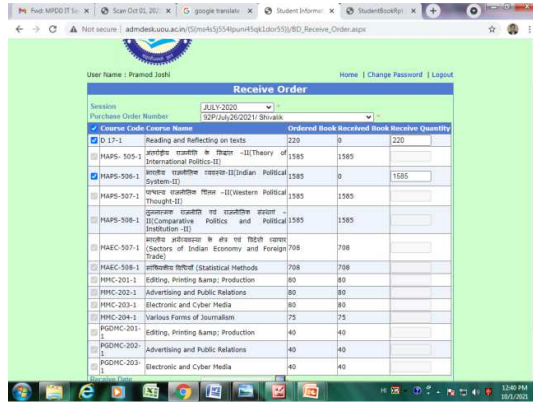 Fwd: MPDD IT Se
Scan Oct 01, 202
google translate
Student Informat
StudentBookRpt
Not secure | admdesk.uou.ac.in/(S(ms4s5j554lpun45qk1dor55))/BD_Receive_Order.aspx
User Name : Pramod Joshi
Home | Change Password | Logout
Receive Order
Session JULY-2020
Purchase Order Number 92P/July26/2021/ Shivalik
Course Code Course Name Ordered Book Received Book Receive Quantity
D 17-1 Reading and Reflecting on texts 220 0 220
MAPS- 505-1 अंतर्राष्ट्रीय राजनीति के सिद्धांत -II(Theory of International Politics-II) 1585 1585
MAPS-506-1 भारतीय राजनीतिक व्यवस्था-II(Indian Political System-II) 1585 0 1585
MAPS-507-1 पाश्चात्य राजनीतिक चिंतन -II(Western Political Thought-II) 1585 1585
MAPS-508-1 तुलनात्मक राजनीति एवं राजनीतिक संस्थाएं -II(Comparative Politics and Political Institution -II) 1585 1585
MAEC-507-1 भारतीय अर्थव्यवस्था के क्षेत्र एवं विदेशी व्यापार (Sectors of Indian Economy and Foreign Trade) 708 708
MAEC-508-1 सांख्यिकीय विधियाँ (Statistical Methods 708 708
MMC-201-1 Editing, Printing &amp; Production 80 80
MMC-202-1 Advertising and Public Relations 80 80
MMC-203-1 Electronic and Cyber Media 80 80
MMC-204-1 Various Forms of Journalism 75 75
PGDMC-201-1 Editing, Printing &amp; Production 40 40
PGDMC-202-1 Advertising and Public Relations 40 40
PGDMC-203-1 Electronic and Cyber Media 40 40
Receive Date
12:40 PM
10/1/2021